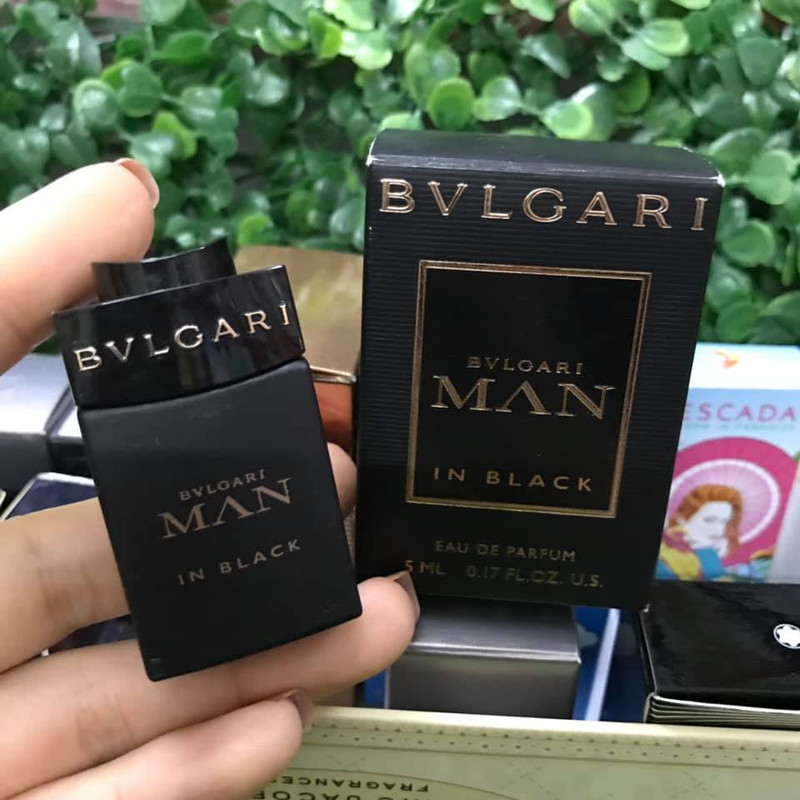 BVLGARI
BVLGARI
MAN
IN BLACK
BVLGARI
BVLGARI
MAN
IN BLACK
EAU DE PARFUM
5 ML 0.17 FL.OZ. U.S.
ESCADA
FRAGRANCES